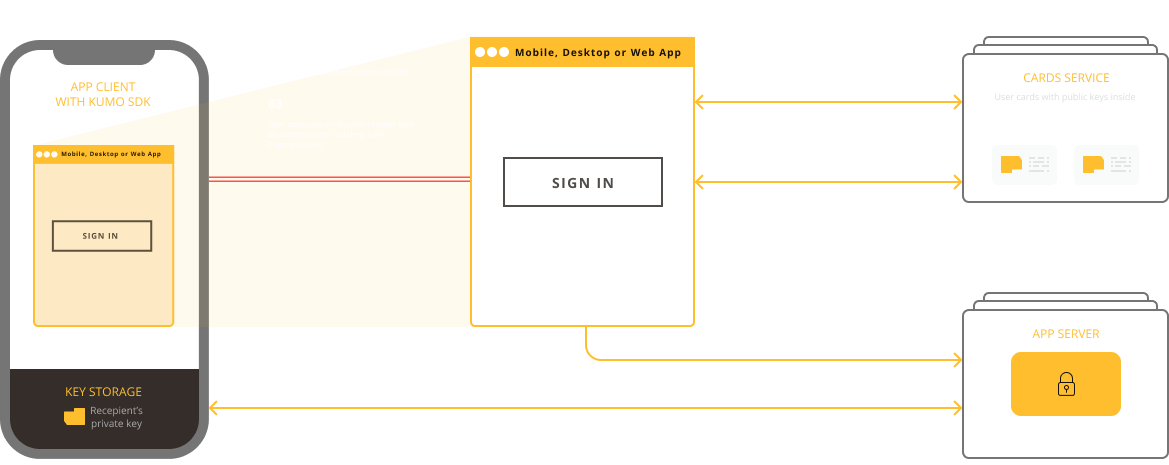 APP CLIENT
WITH KUMO SDK
Mobile, Desktop or Web App
SIGN IN
KEY STORAGE
Recepient's
private key
Mobile, Desktop or Web App
SIGN IN
CARDS SERVICE
User cards with public keys inside
APP SERVER